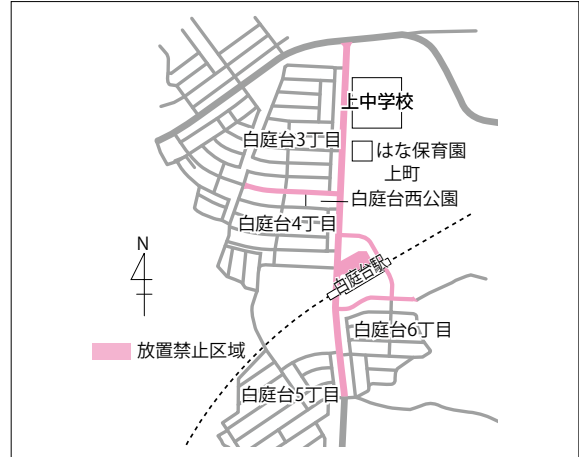 上中学校
白庭台3丁目
はな保育園
上町
白庭台西公園
白庭台4丁目
N
白庭台駅
白庭台6丁目
放置禁止区域
白庭台5丁目